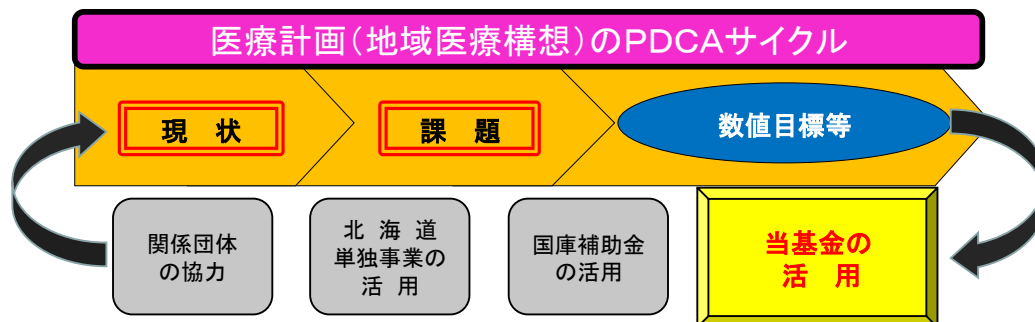 医療計画（地域医療構想）のPDCAサイクル
現　状
課　題
数値目標等
関係団体
の協力
北 海 道
単独事業の
活　用
国庫補助金
の活用
当基金の
活　用